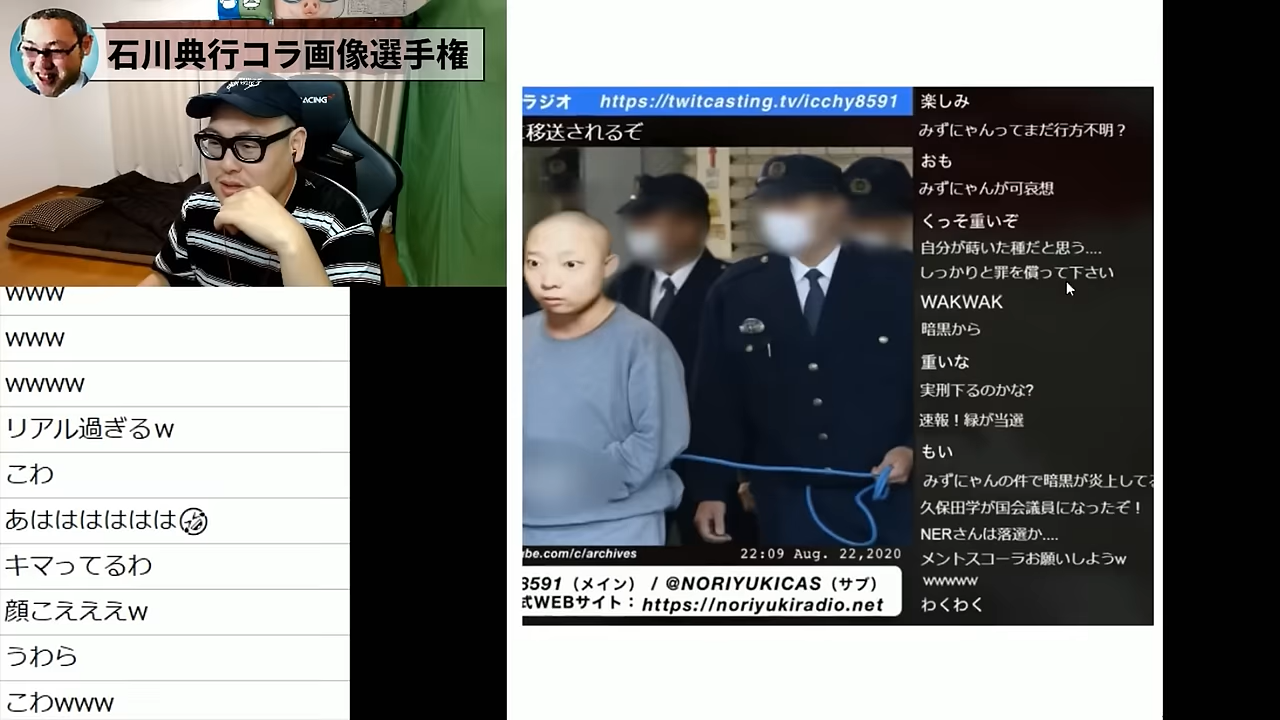 石川典行コラ画像選手権
ACING
www
www
wwww
リアル過ぎるw
こわ
あはははははは🤣
キマってるわ
顔こえええw
うわら
こわwww
ラジオ https://twitcasting.tv/icchy8591
に移送されるぞ
ube.com/c/archives
22:09 Aug. 22,2020
8591（メイン） / @NORIYUKICAS（サブ）
式WEBサイト： https://noriyukiradio.net
楽しみ
みずにゃんってまだ行方不明？
おも
みずにゃんが可哀想
くっそ重いぞ
自分が蒔いた種だと思う....
しっかりと罪を償って下さい
WAKWAK
暗黒から
重いな
実刑下るのかな?
速報！緑が当選
もい
みずにゃんの件で暗黒が炎上してる
久保田学が国会議員になったぞ！
NERさんは落選か....
メントスコーラお願いしようw
wwwww
わくわく